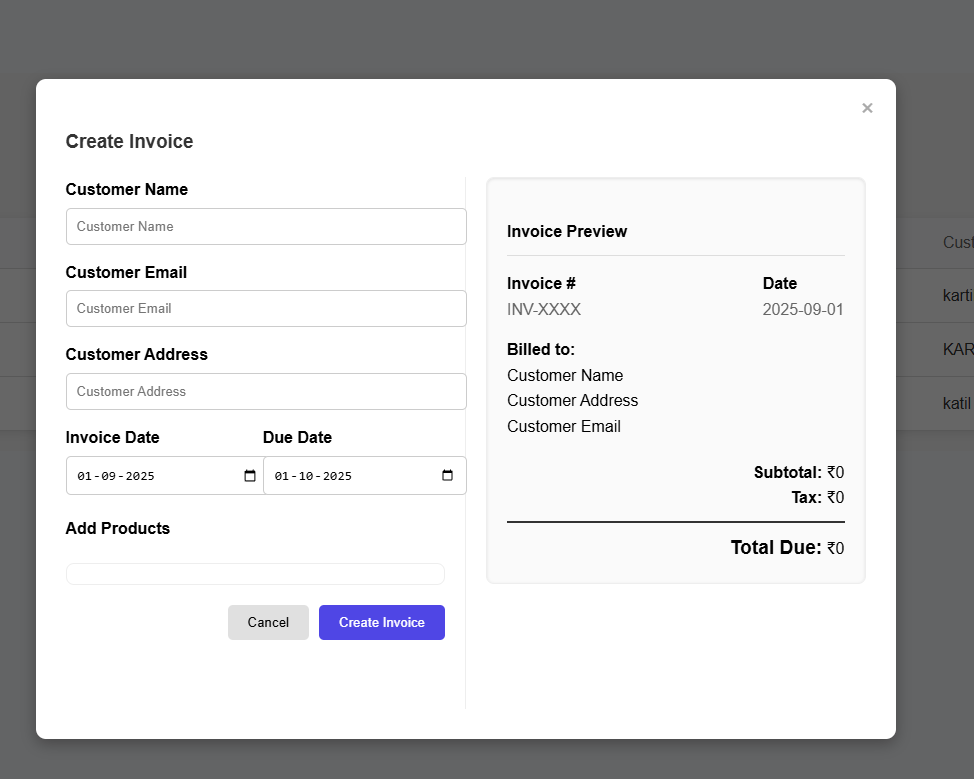 ×
Create Invoice
Customer Name
Customer Name
Customer Email
Customer Email
Customer Address
Customer Address
Invoice Date Due Date
01-09-2025 01-10-2025
Add Products
Cancel Create Invoice
Invoice Preview
Invoice # Date
INV-XXXX 2025-09-01
Billed to:
Customer Name
Customer Address
Customer Email
Subtotal: ₹0
Tax: ₹0
Total Due: ₹0
Cust
karti
KAR
katil